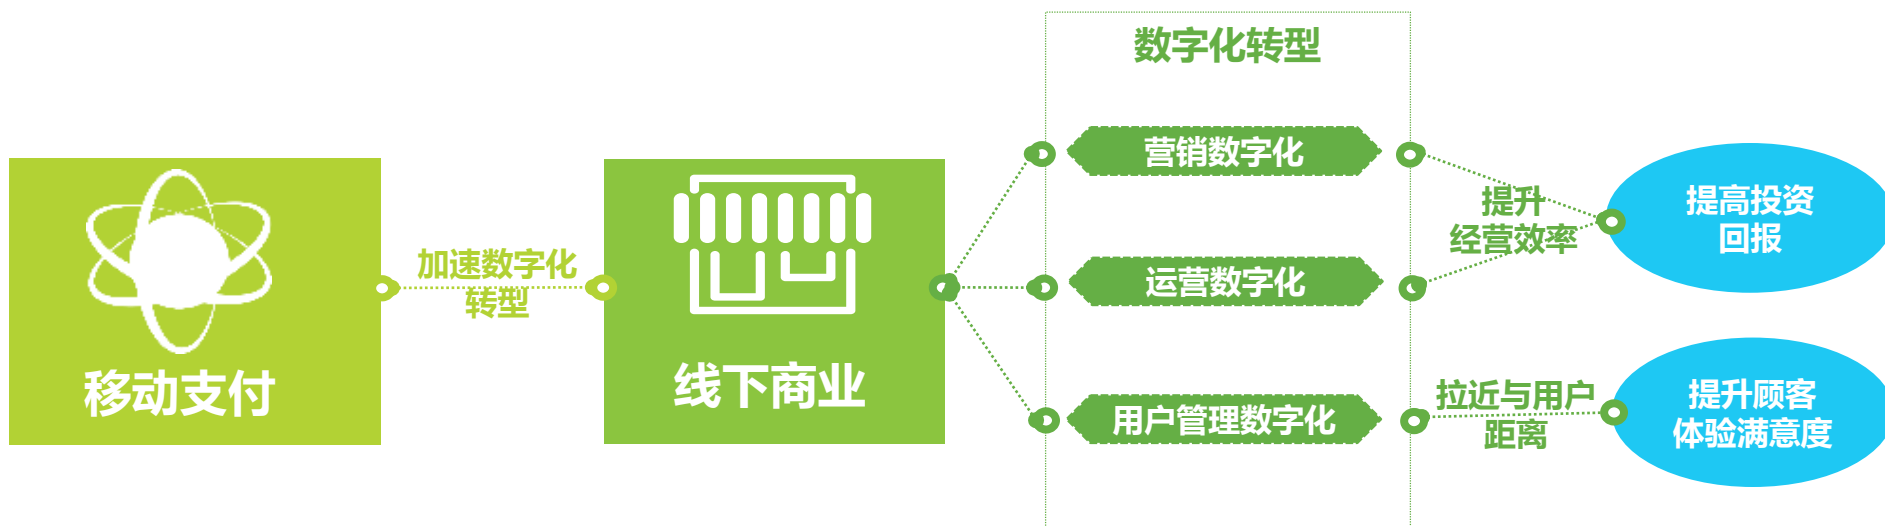 移动支付
加速数字化
转型
线下商业
数字化转型
营销数字化
运营数字化
用户管理数字化
提升
经营效率
拉近与用户
距离
提高投资
回报
提升顾客
体验满意度